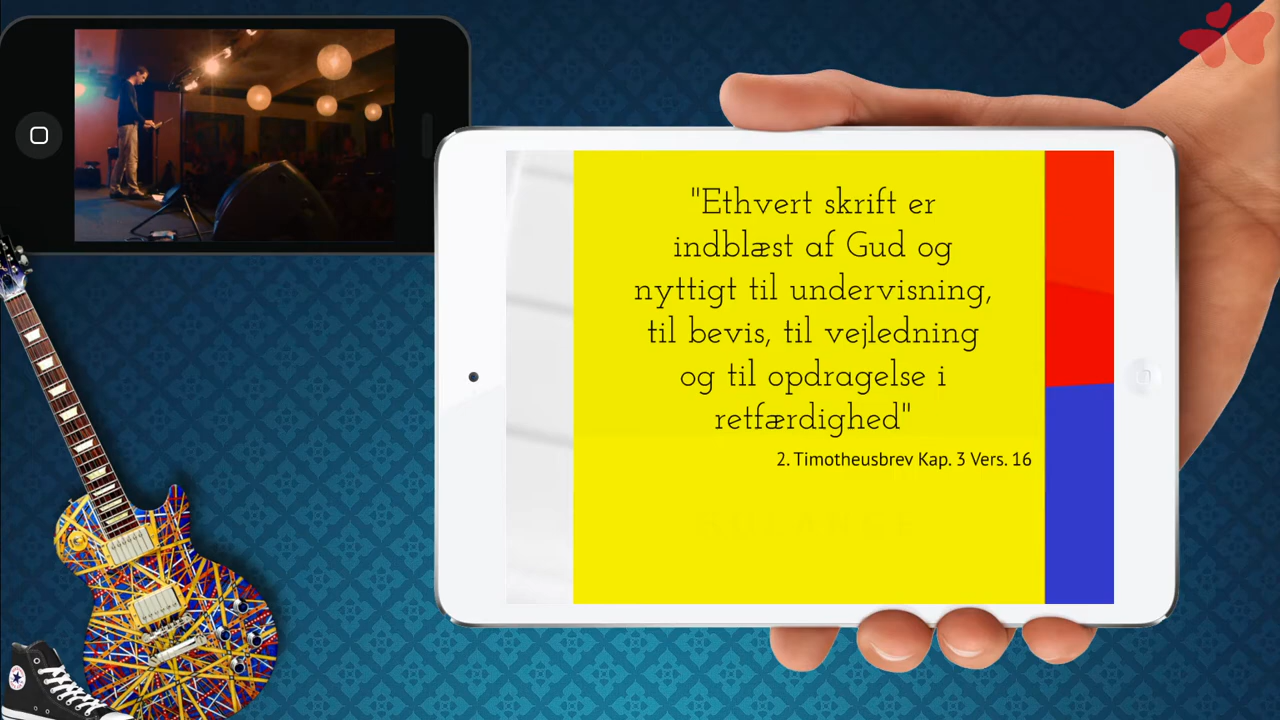 "Ethvert skrift er
indblæst af Gud og
nyttigt til undervisning,
til bevis, til vejledning
og til opdragelse i
retfærdighed"
2. Timotheusbrev Kap. 3 Vers. 16